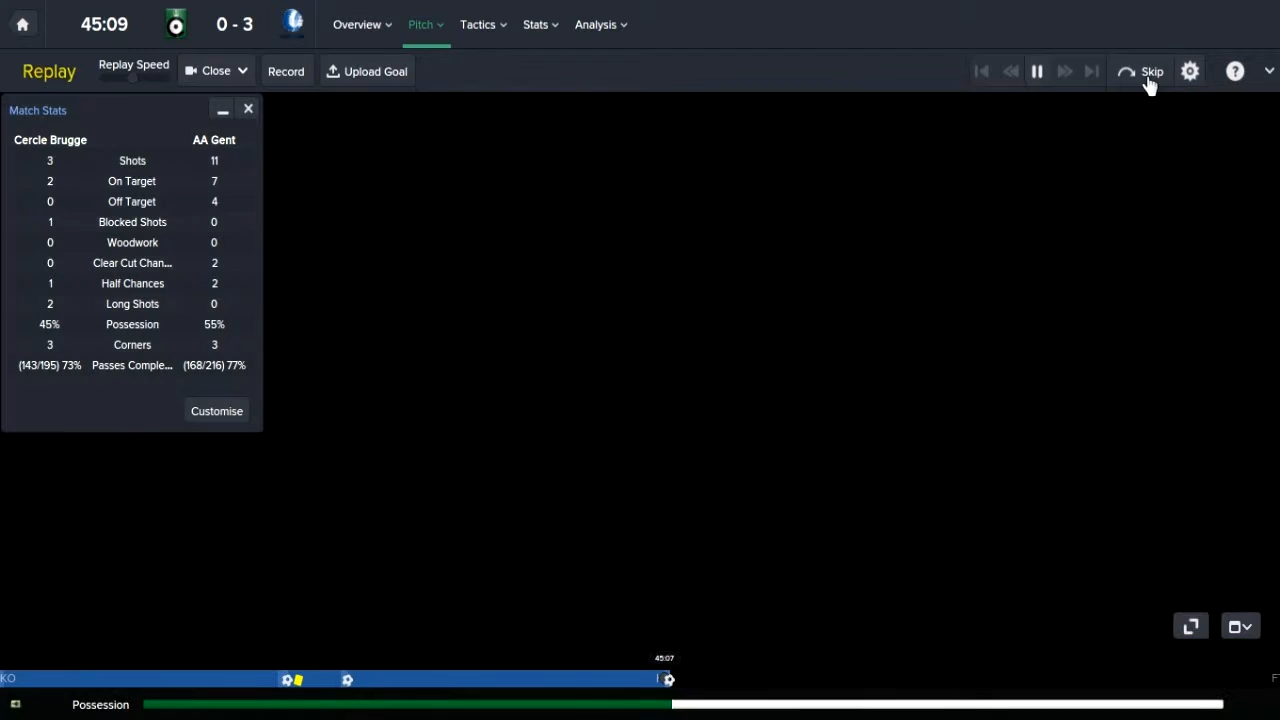 45:09 0 - 3 Overview Pitch Tactics Stats Analysis
Replay Replay Speed Close Record Upload Goal Skip ?
Match Stats
Cercle Brugge AA Gent
3 Shots 11
2 On Target 7
0 Off Target 4
1 Blocked Shots 0
0 Woodwork 0
0 Clear Cut Chan... 2
1 Half Chances 2
2 Long Shots 0
45% Possession 55%
3 Corners 3
(143/195) 73% Passes Comple... (168/216) 77%
Customise
45:07
KO FT
Possession